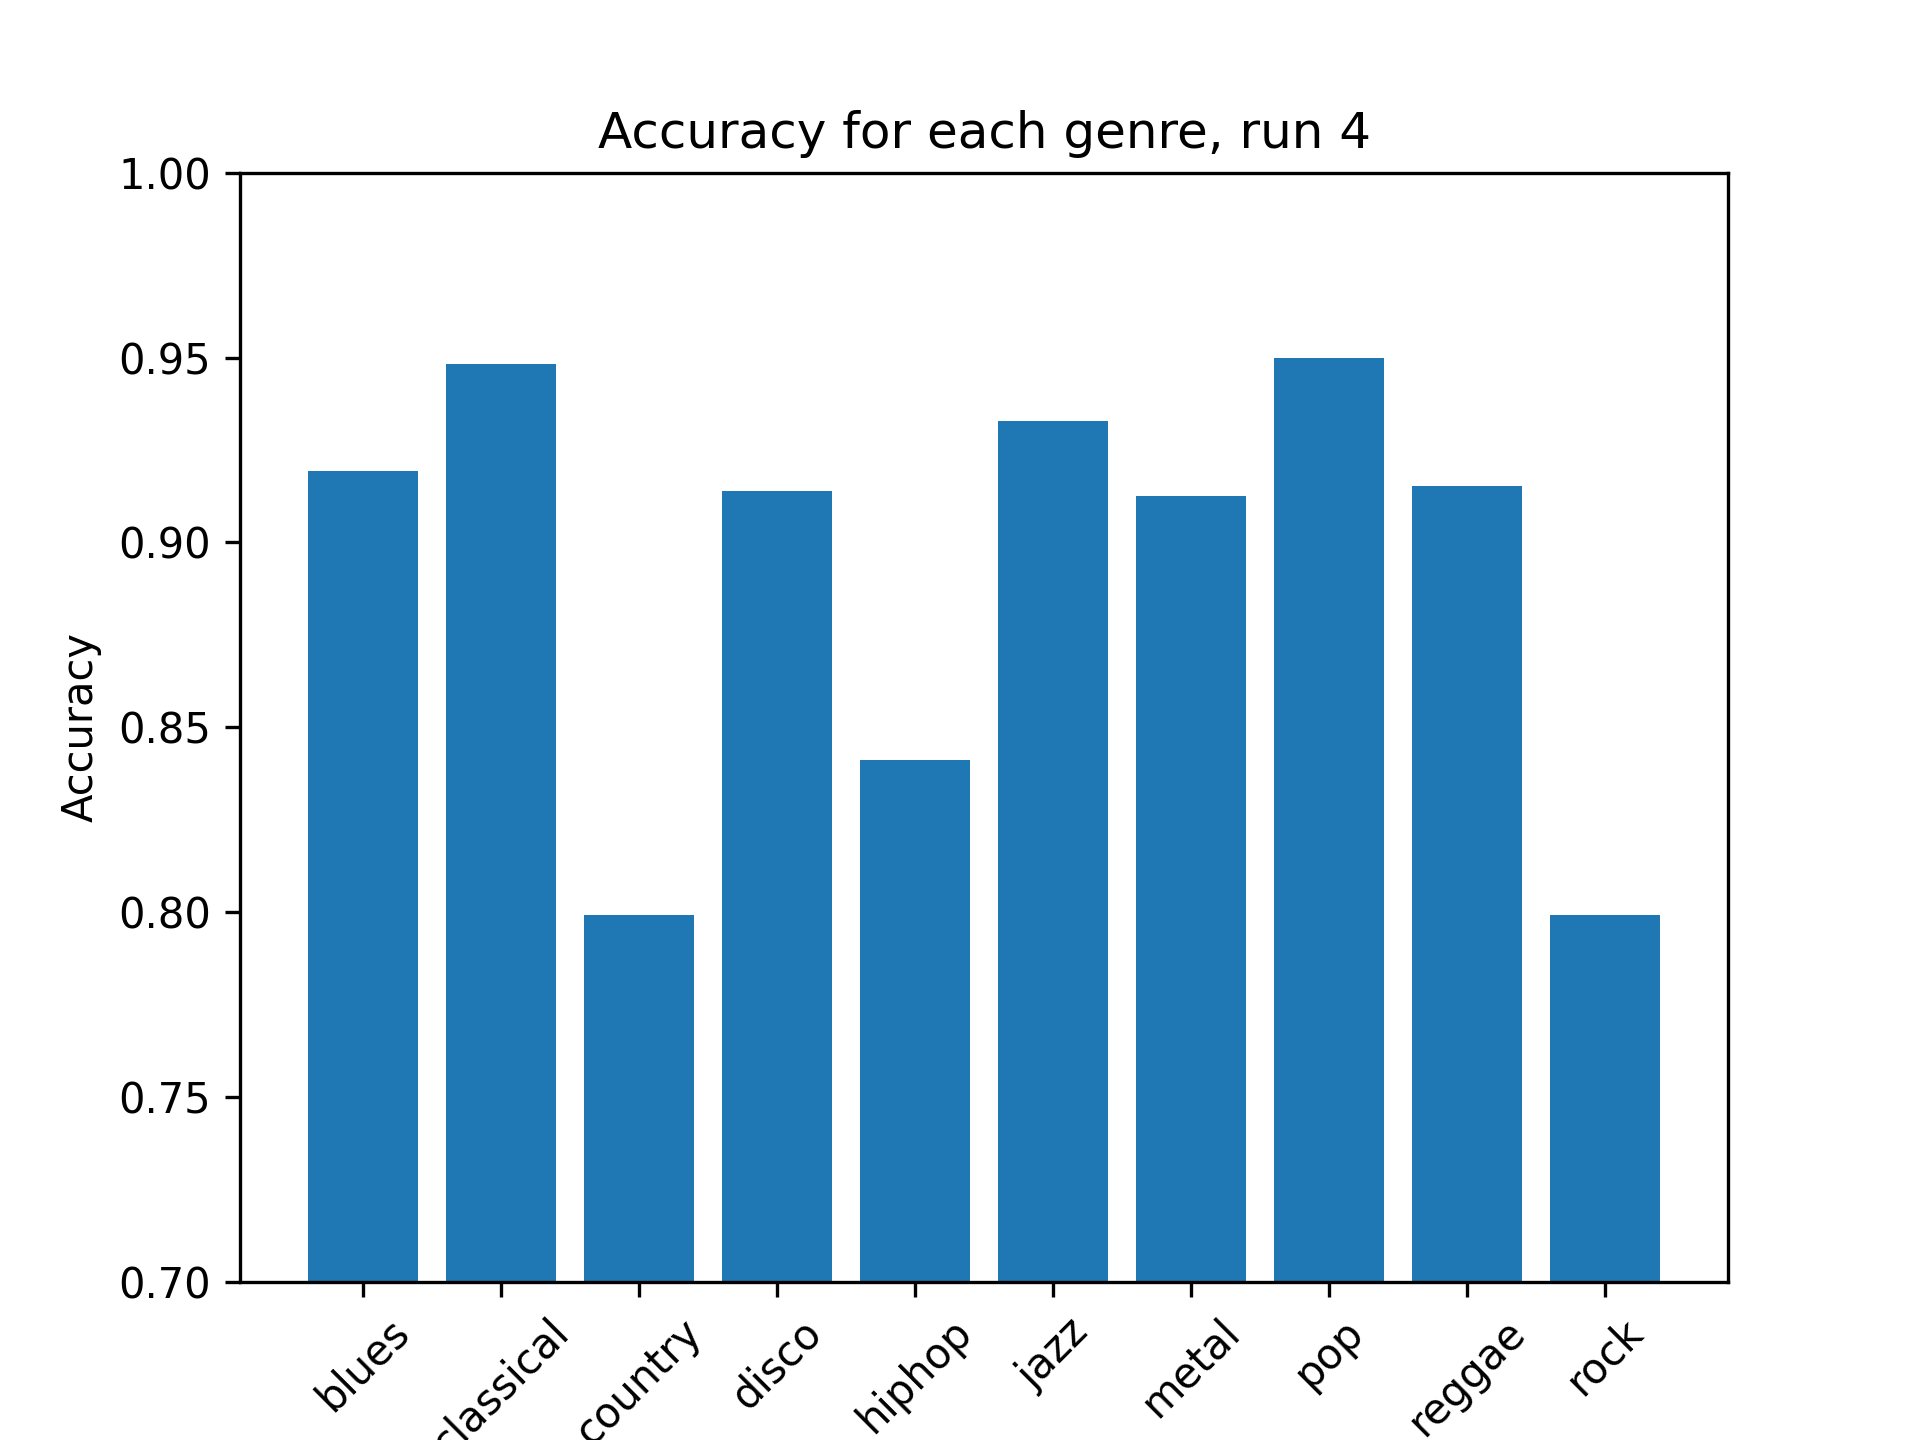 Accuracy for each genre, run 4
1.00
0.95
0.90
0.85
0.80
0.75
0.70
Accuracy
blues
classical
country
disco
hiphop
jazz
metal
pop
reggae
rock